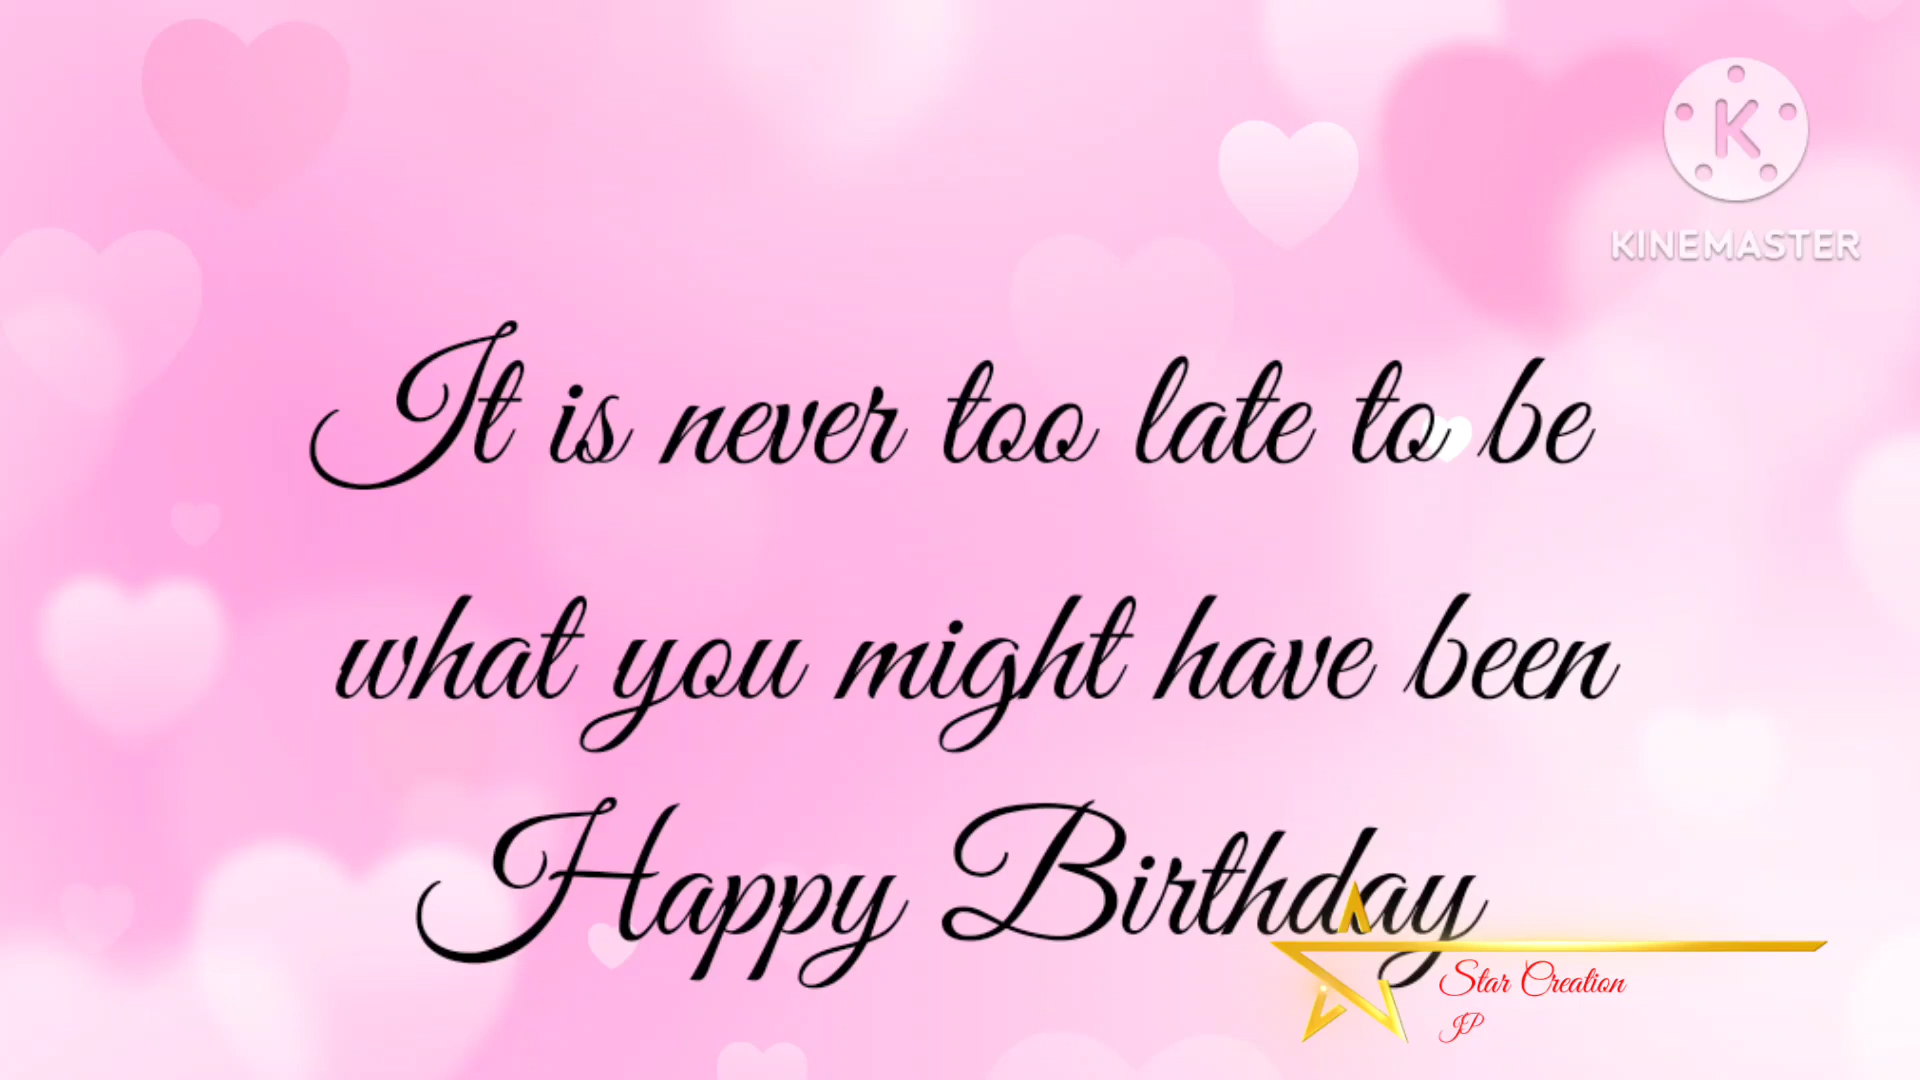 KINEMASTER
It is never too late to be
what you might have been
Happy Birthday
Star Creation
JP